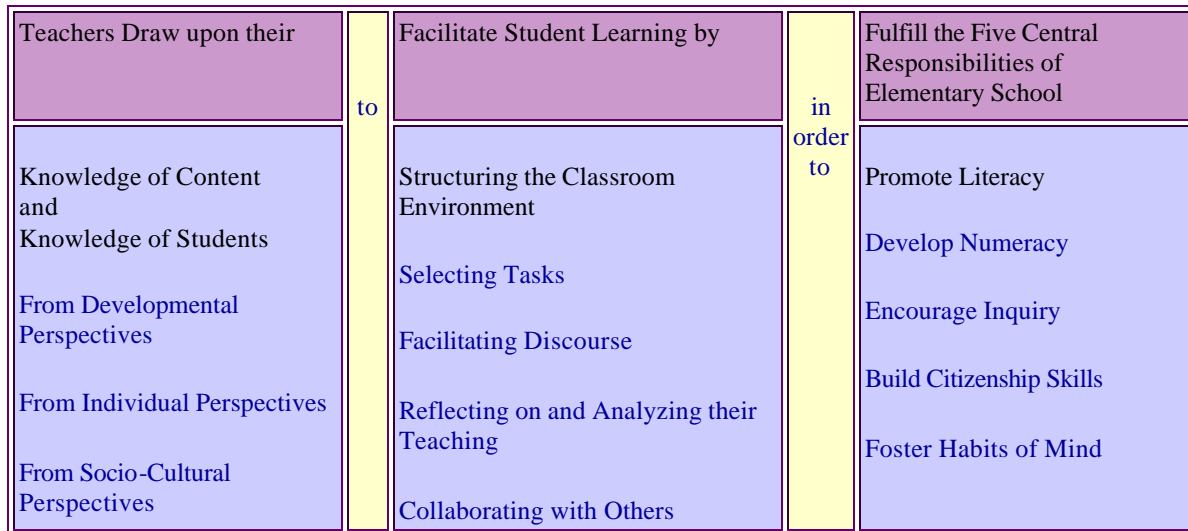 Teachers Draw upon their
to
Facilitate Student Learning by
in
order
to
Fulfill the Five Central
Responsibilities of
Elementary School
Knowledge of Content
and
Knowledge of Students
From Developmental
Perspectives
From Individual Perspectives
From Socio-Cultural
Perspectives
Structuring the Classroom
Environment
Selecting Tasks
Facilitating Discourse
Reflecting on and Analyzing their
Teaching
Collaborating with Others
Promote Literacy
Develop Numeracy
Encourage Inquiry
Build Citizenship Skills
Foster Habits of Mind